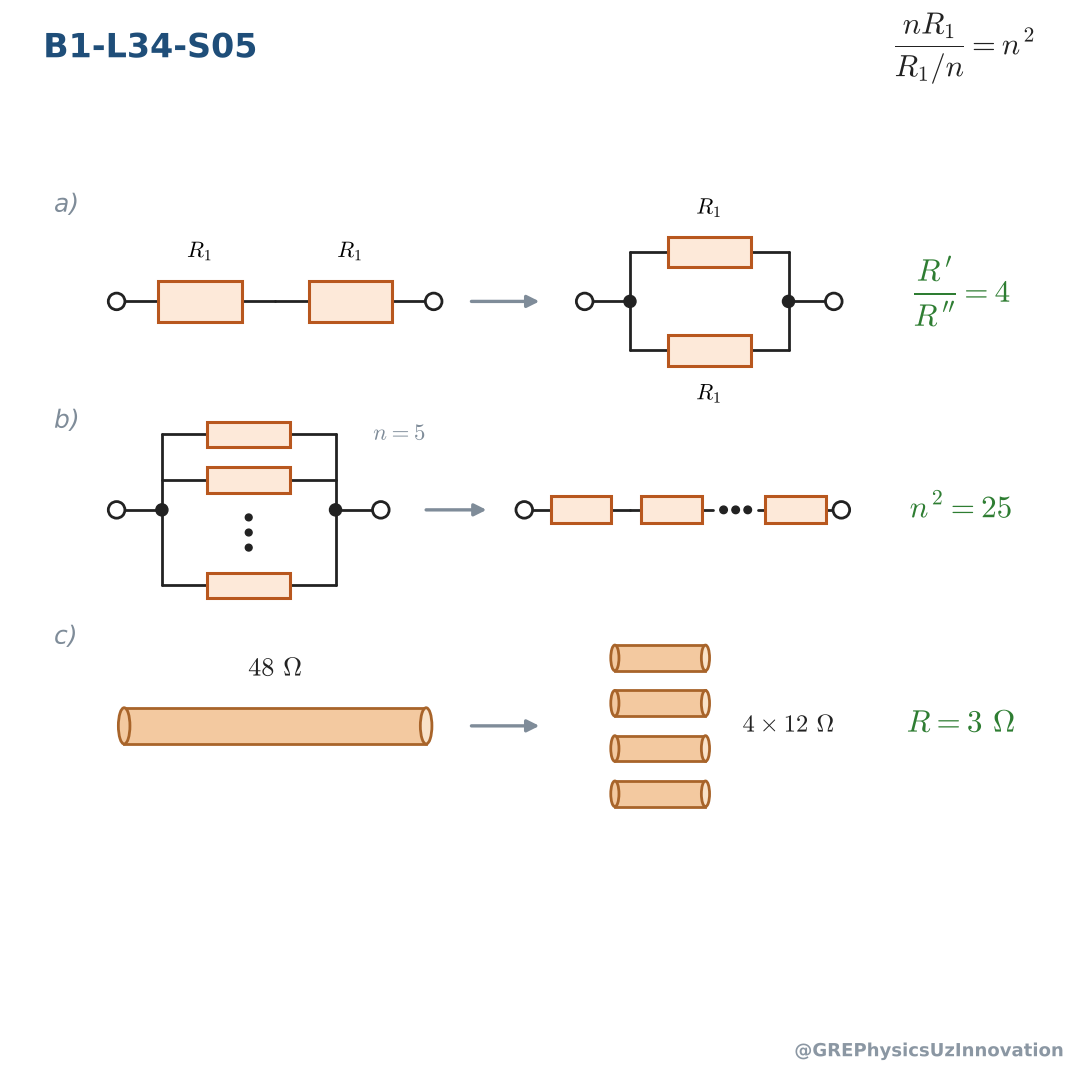 B1-L34-S05
nR₁/(R₁/n) = n²
a)
R₁ R₁
R₁
R₁
R′/R″ = 4
b)
n = 5
n² = 25
c)
48 Ω
4 × 12 Ω
R = 3 Ω
@GREPhysicsUzInnovation